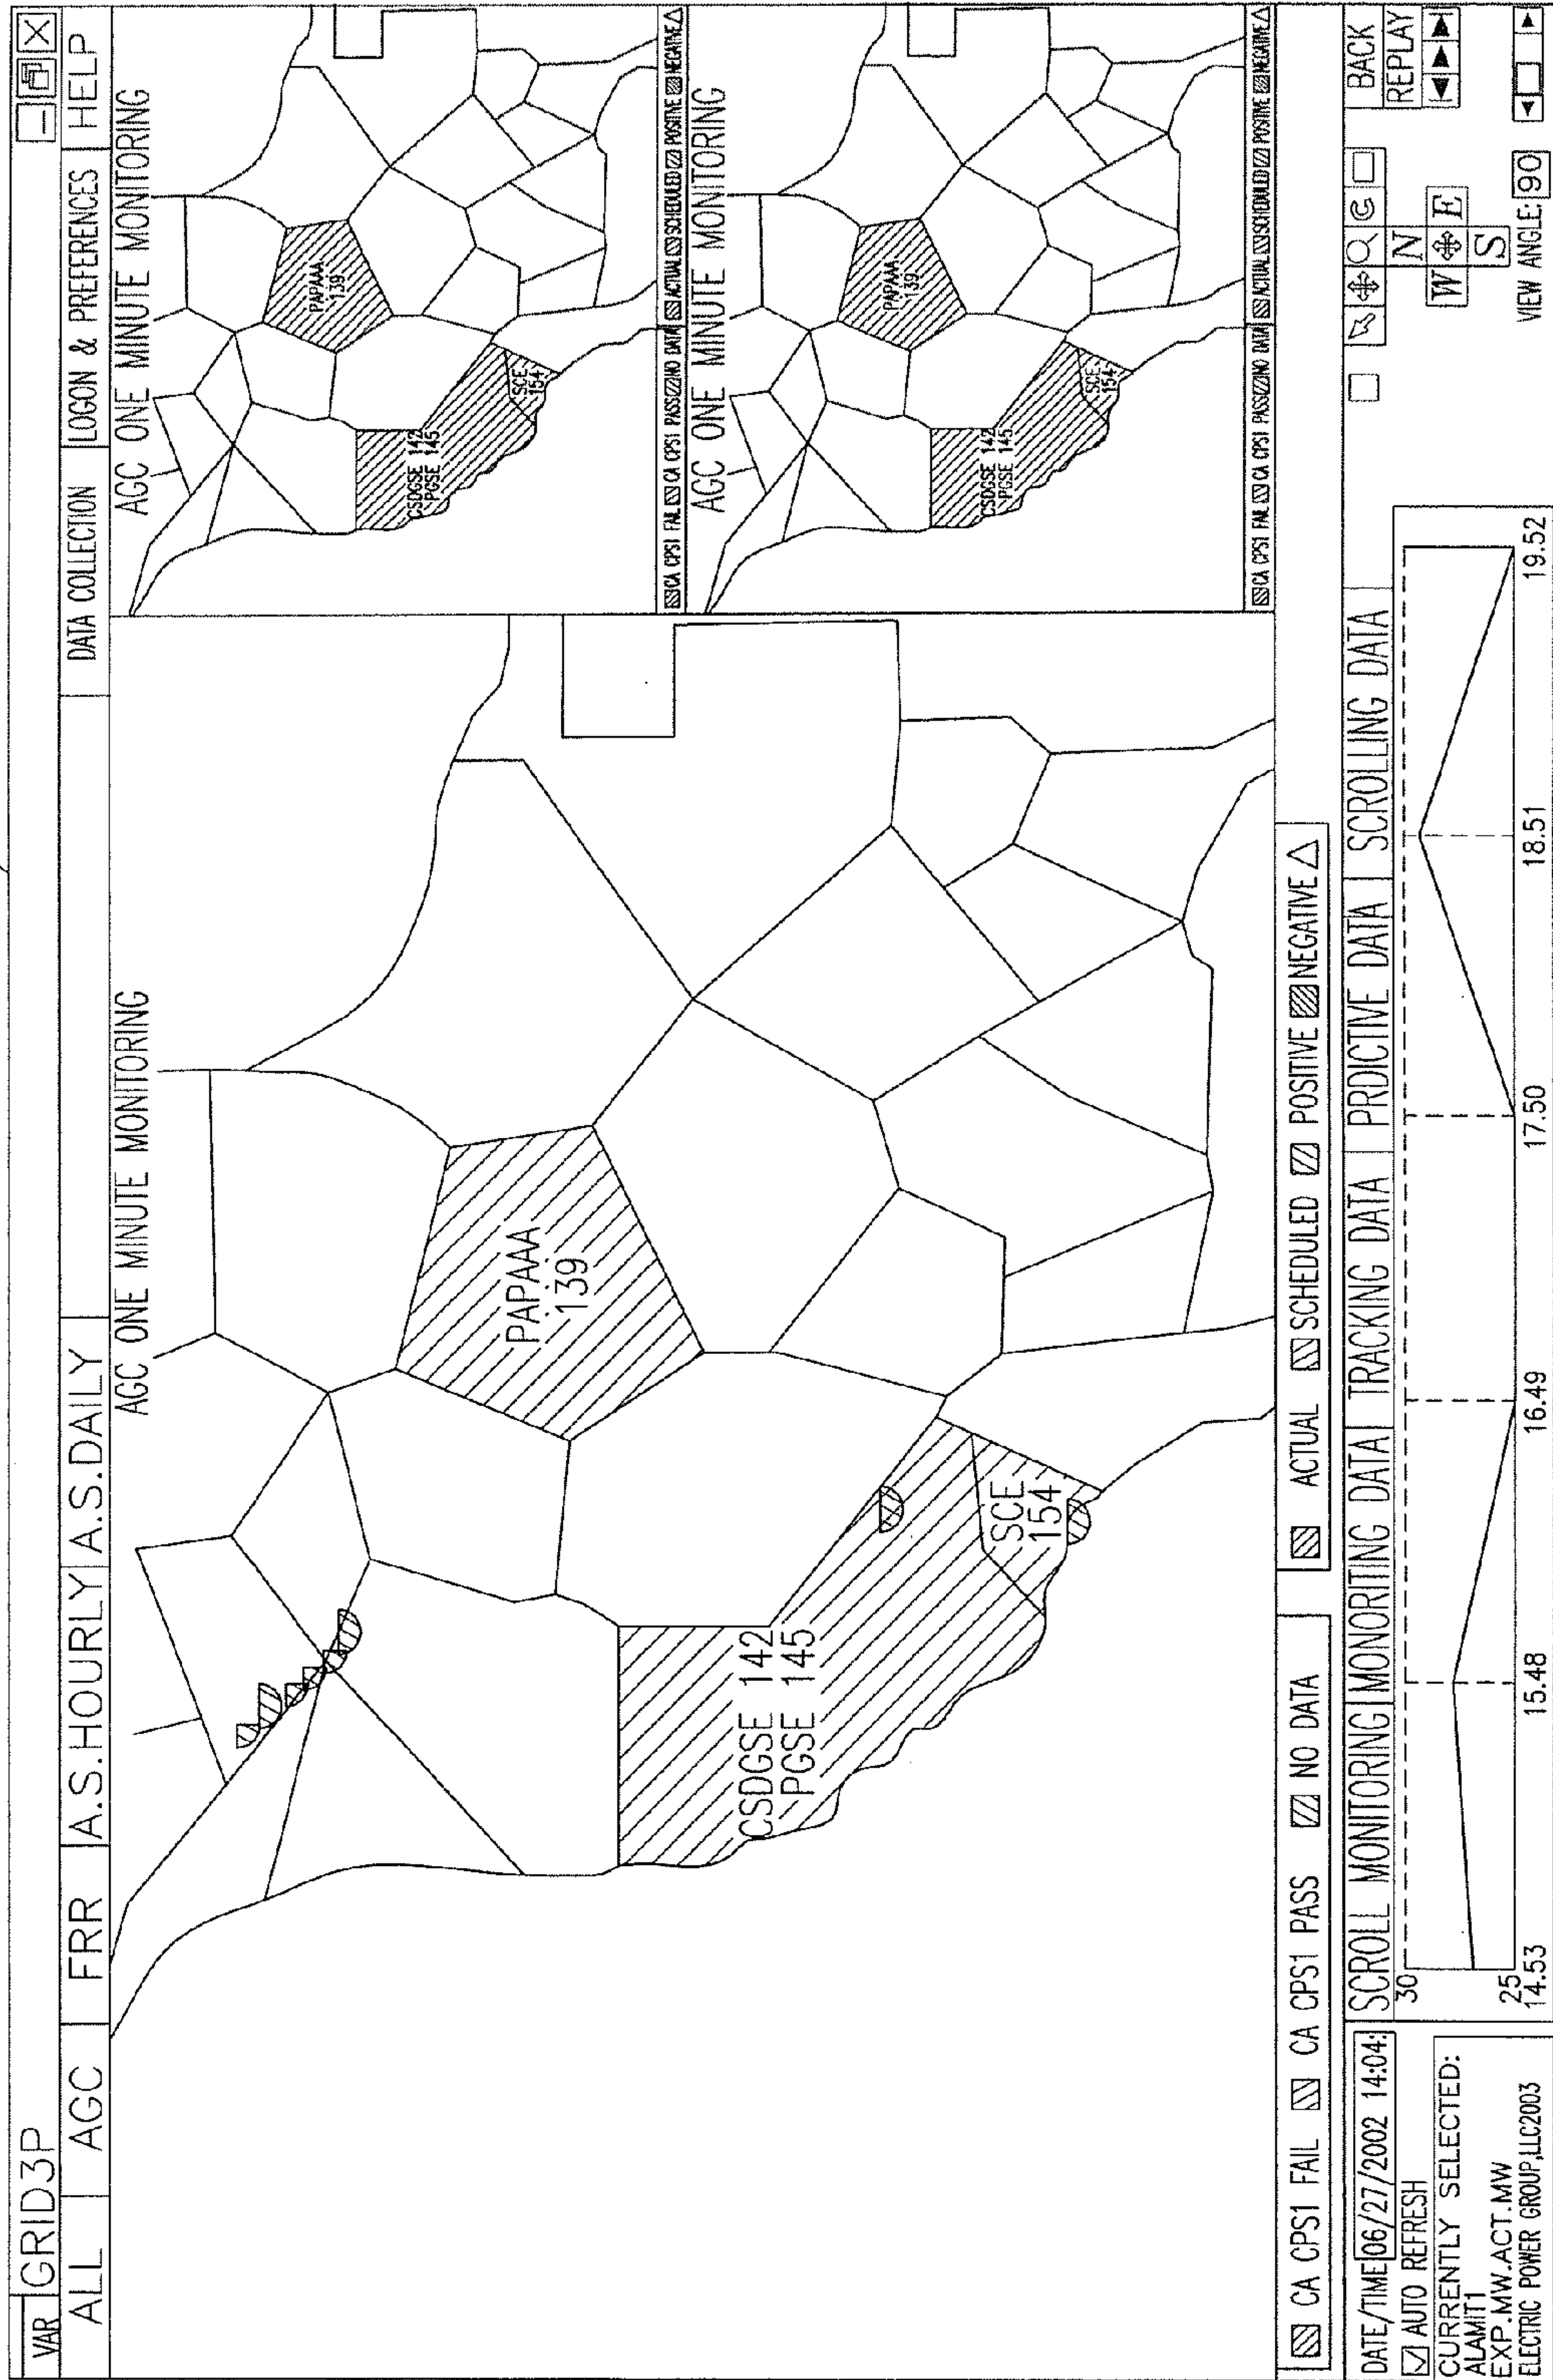 VAR GRID3P
ALL AGC FRR A.S.HOURLY A.S.DAILY DATA COLLECTION LOGON & PREFERENCES HELP
AGC ONE MINUTE MONITORING
PAPAAA
139
CSDGSE 142
PGSE 145
SCE
154
AGC ONE MINUTE MONITORING
PAPAAA
139
CSDGSE 142
PGSE 145
SCE
154
CA CPS1 FAIL CA CPS1 PASS NO DATA ACTUAL SCHEDULED POSITIVE NEGATIVE
AGC ONE MINUTE MONITORING
PAPAAA
139
CSDGSE 142
PGSE 145
SCE
154
CA CPS1 FAIL CA CPS1 PASS NO DATA ACTUAL SCHEDULED POSITIVE NEGATIVE
CA CPS1 FAIL CA CPS1 PASS NO DATA ACTUAL SCHEDULED POSITIVE NEGATIVE
DATE/TIME 06/27/2002 14:04:
AUTO REFRESH
CURRENTLY SELECTED:
ALAMIT1
EXP.MW.ACT.MW
ELECTRIC POWER GROUP,LLC2003
SCROLL MONITORING MONORITING DATA TRACKING DATA PRDICTIVE DATA SCROLLING DATA
30
25
14.53 15.48 16.49 17.50 18.51 19.52
BACK
REPLAY
N
W E
S
VIEW ANGLE: 90